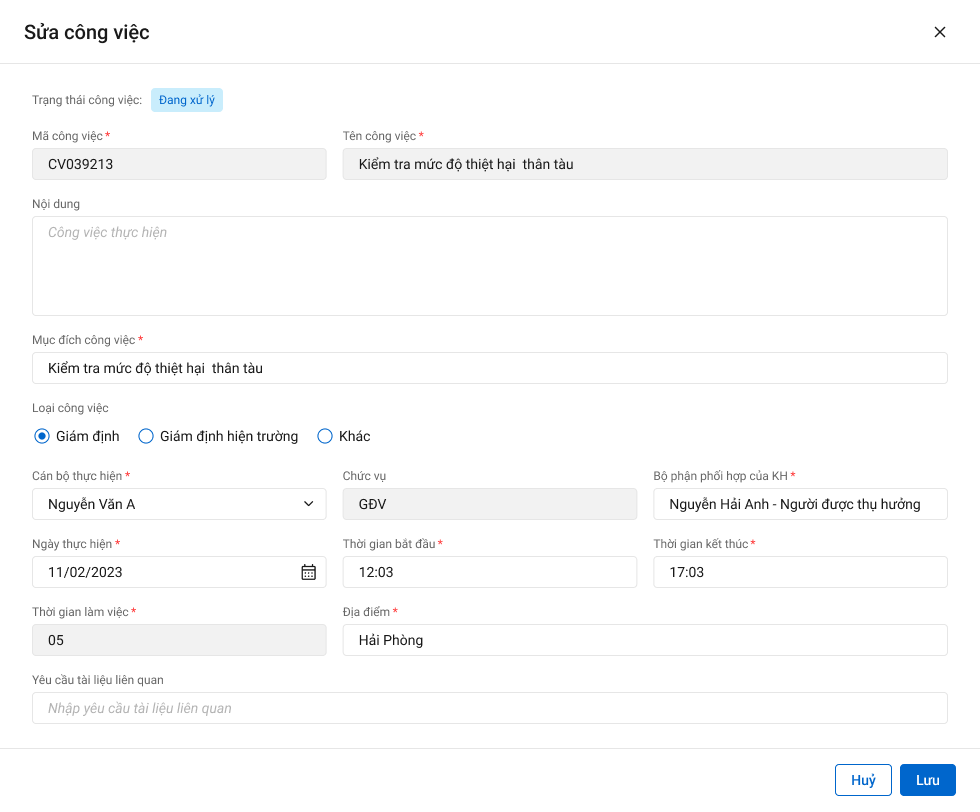 Sửa công việc
Trạng thái công việc: Đang xử lý
Mã công việc * Tên công việc *
CV039213 Kiểm tra mức độ thiệt hại  thân tàu
Nội dung
Công việc thực hiện
Mục đích công việc *
Kiểm tra mức độ thiệt hại  thân tàu
Loại công việc
Giám định Giám định hiện trường Khác
Cán bộ thực hiện * Chức vụ Bộ phận phối hợp của KH *
Nguyễn Văn A GĐV Nguyễn Hải Anh - Người được thụ hưởng
Ngày thực hiện * Thời gian bắt đầu * Thời gian kết thúc *
11/02/2023 12:03 17:03
Thời gian làm việc * Địa điểm *
05 Hải Phòng
Yêu cầu tài liệu liên quan
Nhập yêu cầu tài liệu liên quan
Huỷ Lưu